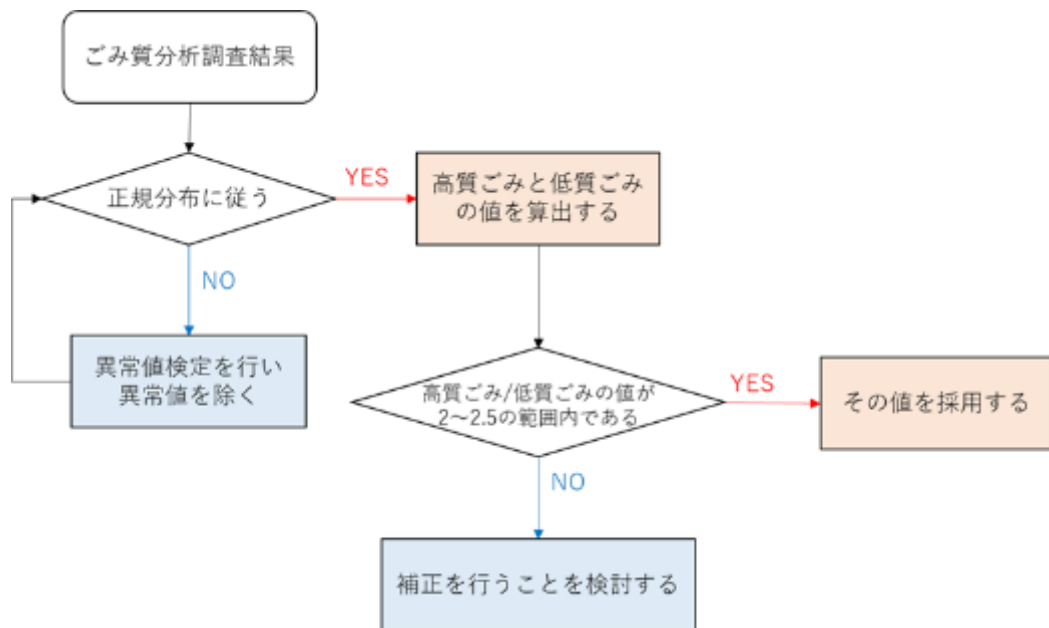 ごみ質分析調査結果
正規分布に従う
YES
高質ごみと低質ごみ
の値を算出する
NO
異常値検定を行い
異常値を除く
高質ごみ/低質ごみの値が
2～2.5の範囲内である
YES
その値を採用する
NO
補正を行うことを検討する